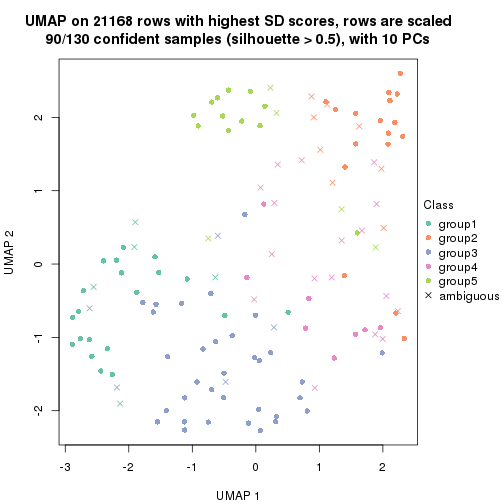 UMAP on 21168 rows with highest SD scores, rows are scaled
90/130 confident samples (silhouette > 0.5), with 10 PCs
2
1
0
-1
-2
UMAP 2
-3
-2
-1
0
1
2
UMAP 1
Class
group1
group2
group3
group4
group5
ambiguous